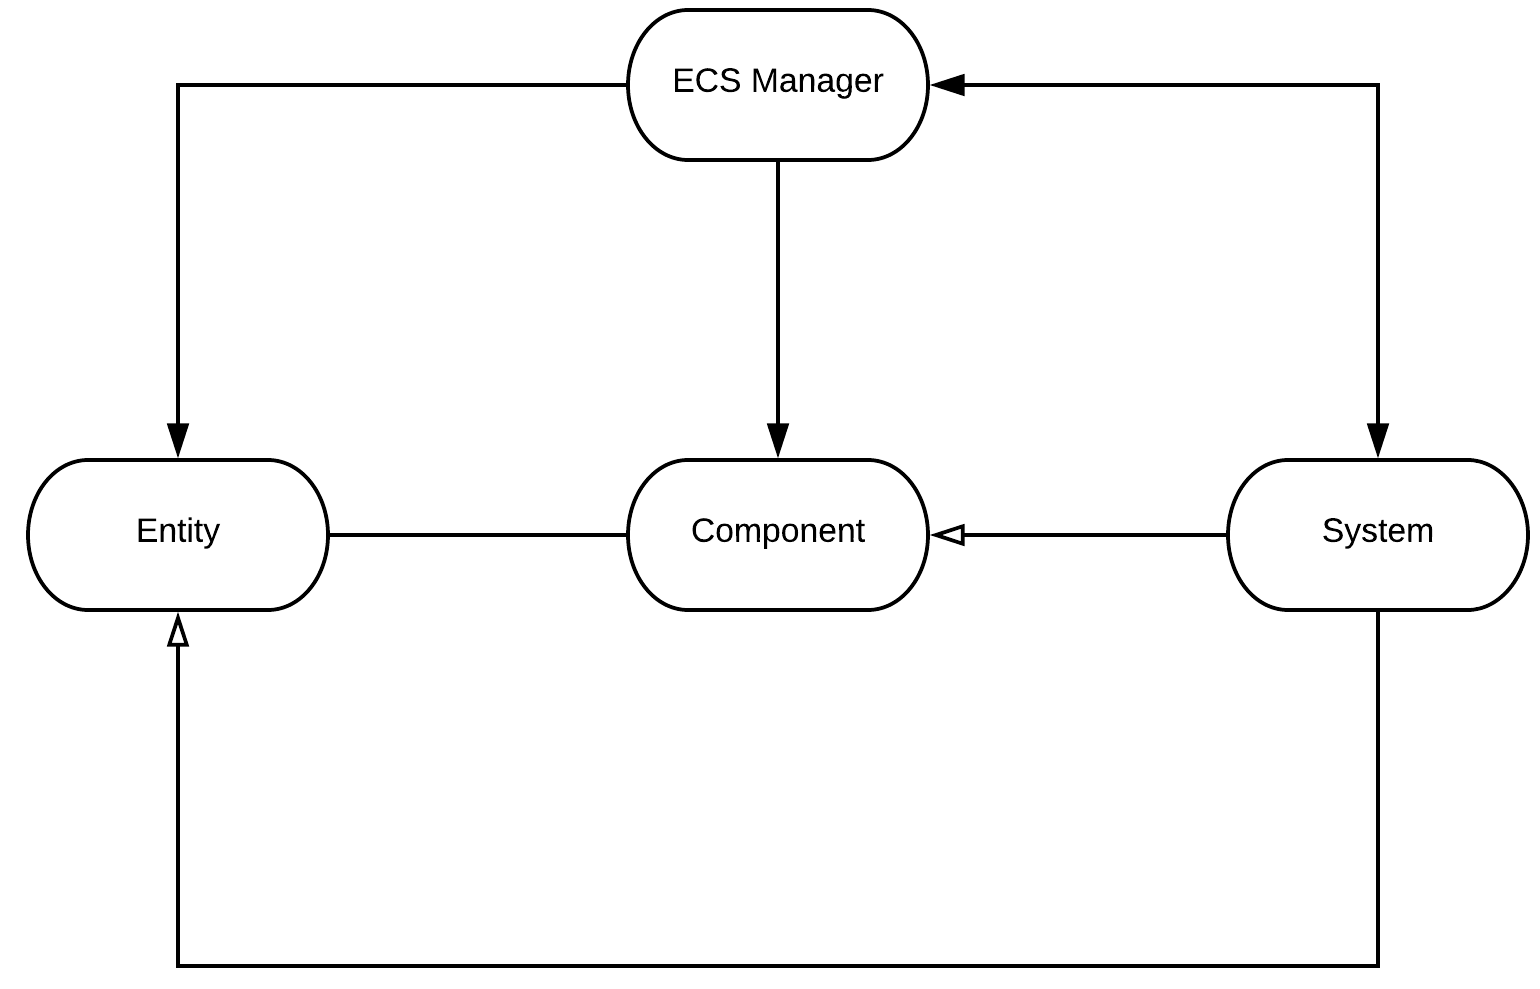 ECS Manager
Entity
Component
System